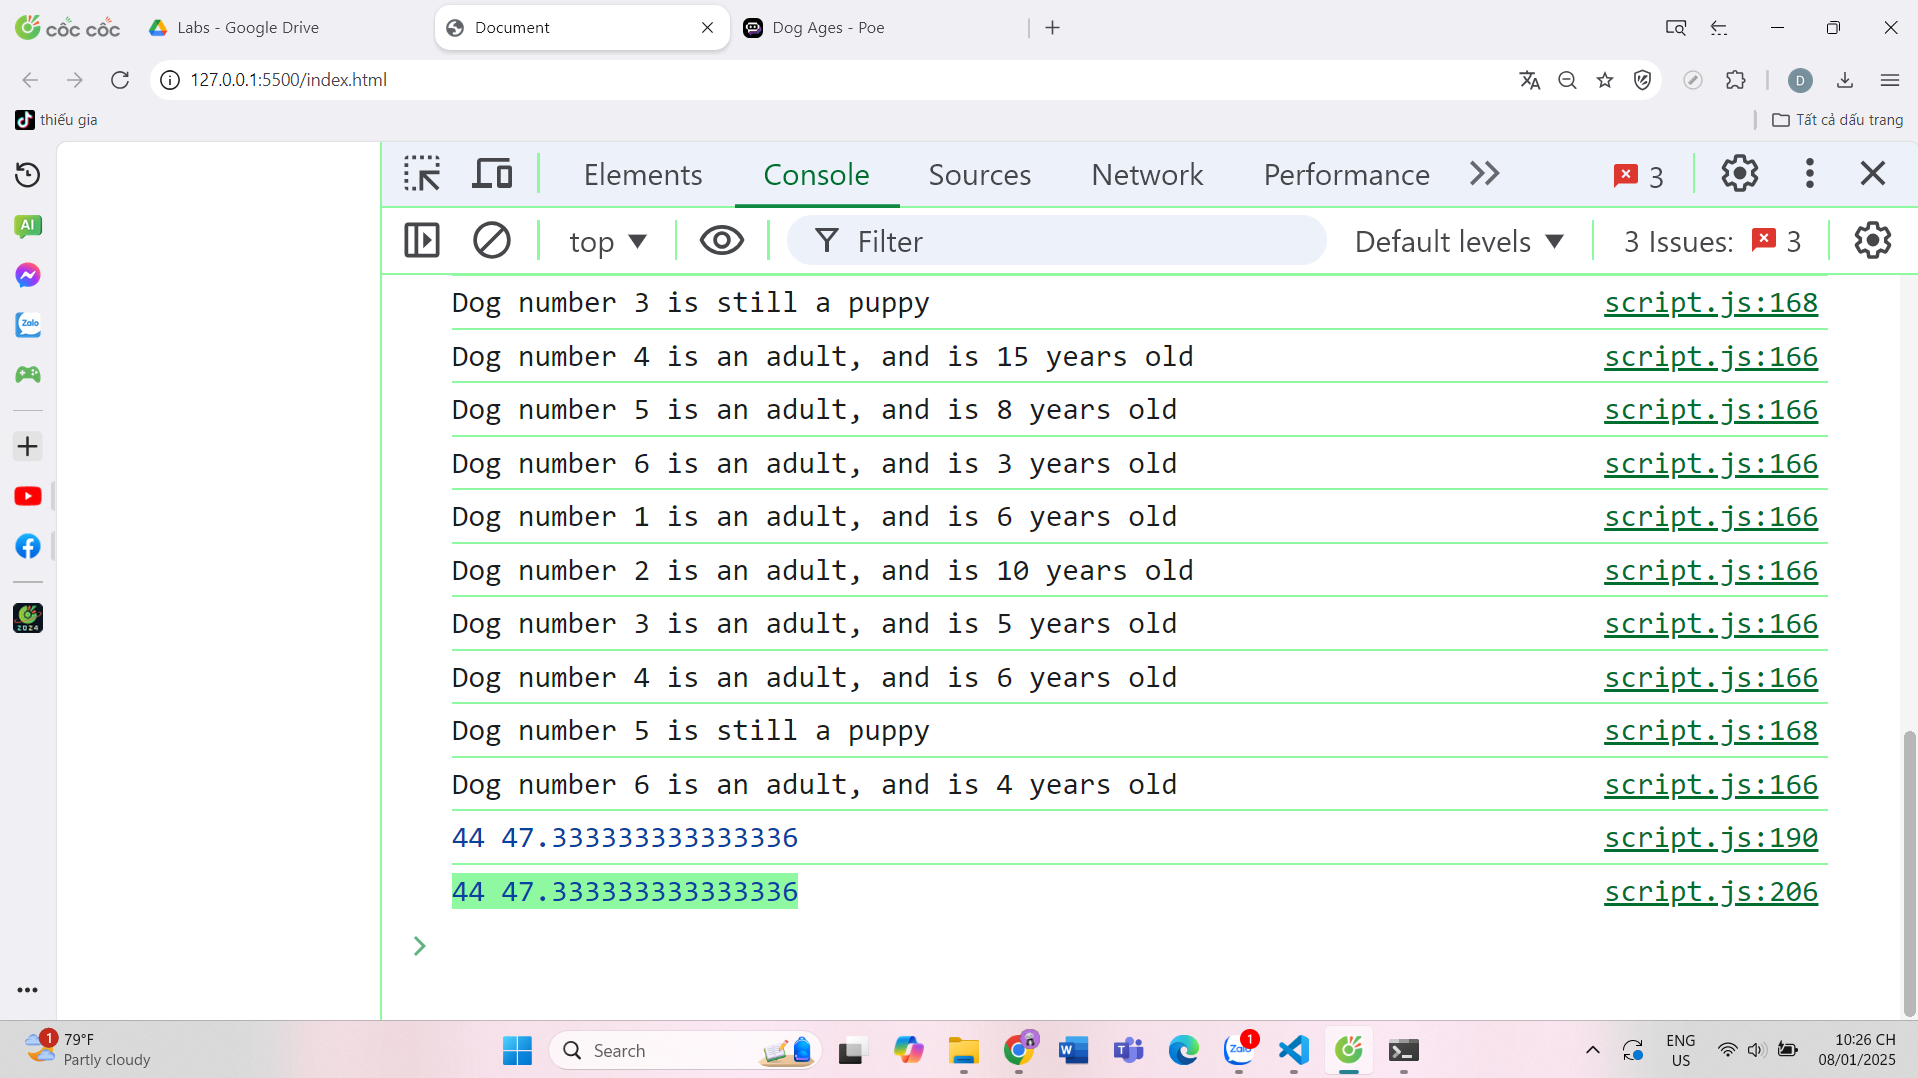 cốc cốc
Labs - Google Drive
Document
Dog Ages - Poe
127.0.0.1:5500/index.html
D
thiếu gia
Tất cả dấu trang
AI
Zalo
2024
Elements
Console
Sources
Network
Performance
3
top
Filter
Default levels
3 Issues:
3
Dog number 3 is still a puppy
script.js:168
Dog number 4 is an adult, and is 15 years old
script.js:166
Dog number 5 is an adult, and is 8 years old
script.js:166
Dog number 6 is an adult, and is 3 years old
script.js:166
Dog number 1 is an adult, and is 6 years old
script.js:166
Dog number 2 is an adult, and is 10 years old
script.js:166
Dog number 3 is an adult, and is 5 years old
script.js:166
Dog number 4 is an adult, and is 6 years old
script.js:166
Dog number 5 is still a puppy
script.js:168
Dog number 6 is an adult, and is 4 years old
script.js:166
44 47.333333333333336
script.js:190
44 47.333333333333336
script.js:206
1
79°F
Partly cloudy
Search
W
T
Zalo
1
ENG
US
10:26 CH
08/01/2025